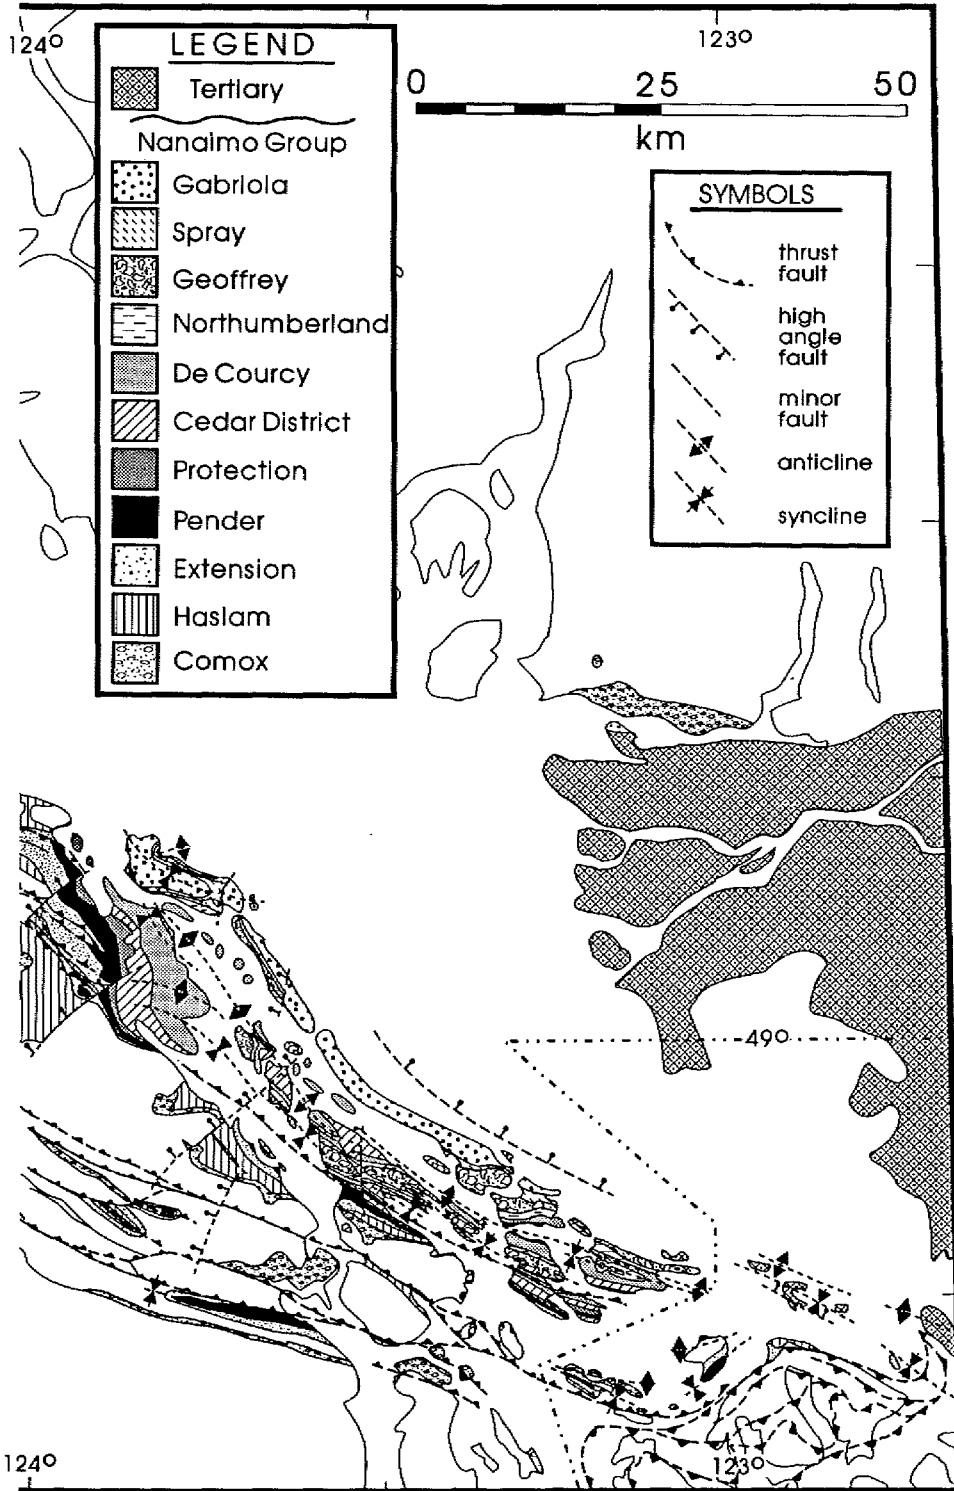 124°
LEGEND
Tertiary
Nanaimo Group
Gabriola
Spray
Geoffrey
Northumberland
De Courcy
Cedar District
Protection
Pender
Extension
Haslam
Comox
123°
0 25 50
km
SYMBOLS
thrust
fault
high
angle
fault
minor
fault
anticline
syncline
49°
124°
123°